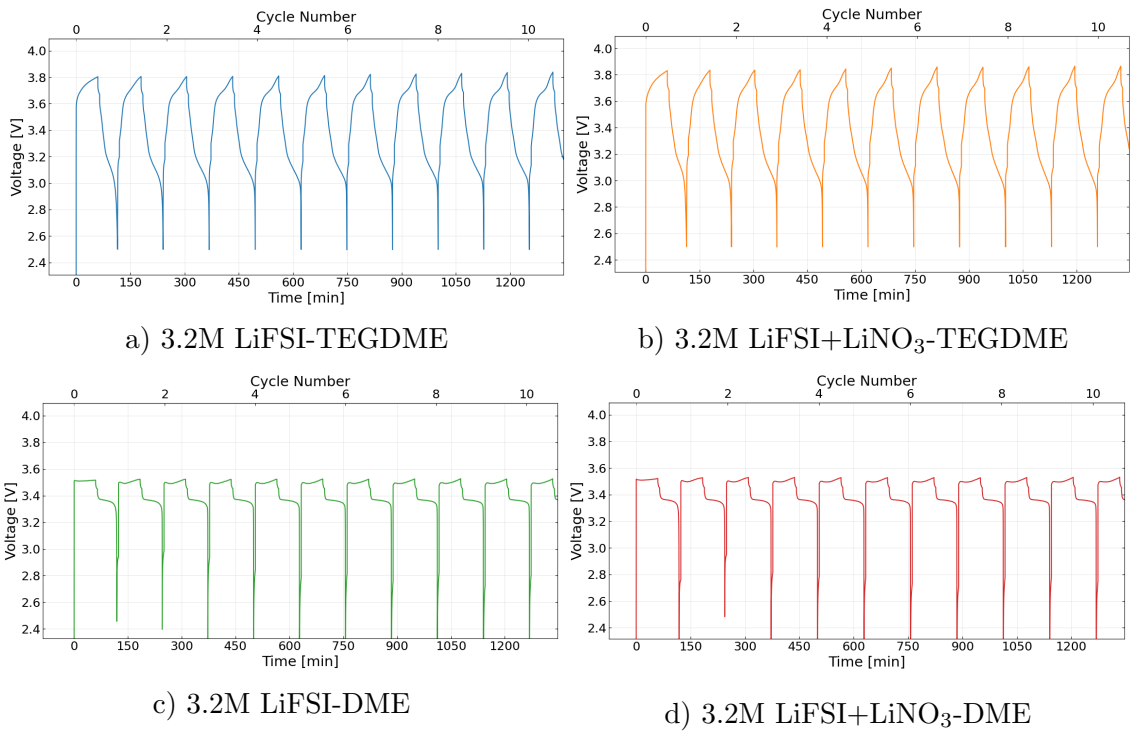 Cycle Number
0 2 4 6 8 10
Voltage [V]
4.0
3.8
3.6
3.4
3.2
3.0
2.8
2.6
2.4
0 150 300 450 600 750 900 1050 1200
Time [min]
a) 3.2M LiFSI-TEGDME
Cycle Number
0 2 4 6 8 10
Voltage [V]
4.0
3.8
3.6
3.4
3.2
3.0
2.8
2.6
2.4
0 150 300 450 600 750 900 1050 1200
Time [min]
b) 3.2M LiFSI+LiNO₃-TEGDME
Cycle Number
0 2 4 6 8 10
Voltage [V]
4.0
3.8
3.6
3.4
3.2
3.0
2.8
2.6
2.4
0 150 300 450 600 750 900 1050 1200
Time [min]
c) 3.2M LiFSI-DME
Cycle Number
0 2 4 6 8 10
Voltage [V]
4.0
3.8
3.6
3.4
3.2
3.0
2.8
2.6
2.4
0 150 300 450 600 750 900 1050 1200
Time [min]
d) 3.2M LiFSI+LiNO₃-DME